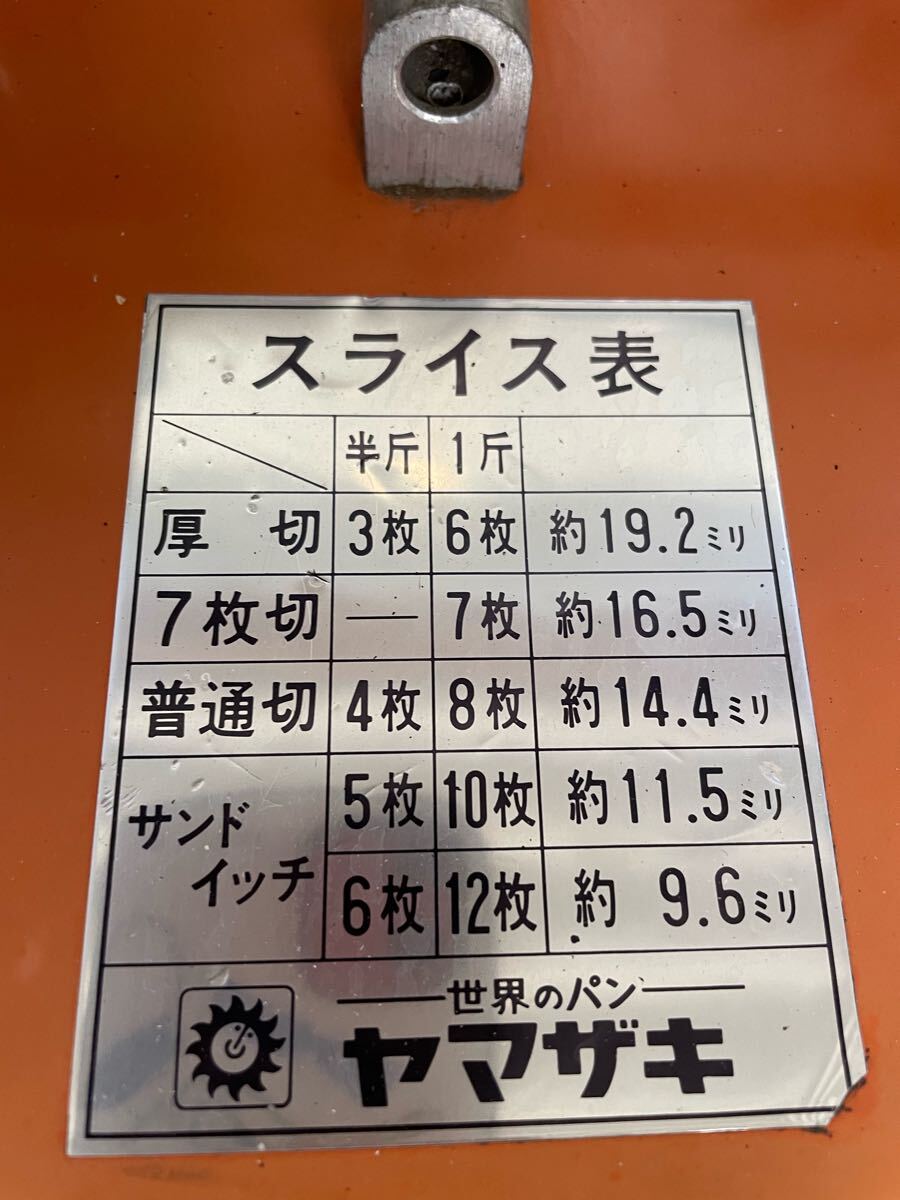 スライス表
半斤 1斤
厚切 3枚 6枚 約19.2ミリ
7枚切 — 7枚 約16.5ミリ
普通切 4枚 8枚 約14.4ミリ
サンド
イッチ
5枚 10枚 約11.5ミリ
6枚 12枚 約9.6ミリ
世界のパン
ヤマザキ